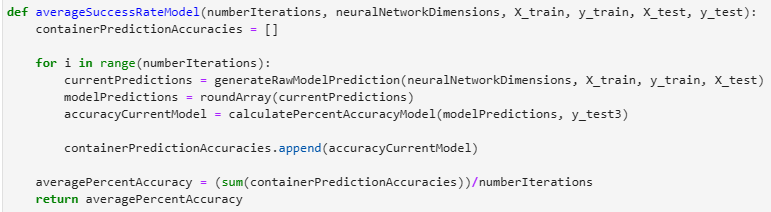 def averageSuccessRateModel(numberIterations, neuralNetworkDimensions, X_train, y_train, X_test, y_test):
    containerPredictionAccuracies = []

    for i in range(numberIterations):
        currentPredictions = generateRawModelPrediction(neuralNetworkDimensions, X_train, y_train, X_test)
        modelPredictions = roundArray(currentPredictions)
        accuracyCurrentModel = calculatePercentAccuracyModel(modelPredictions, y_test3)

        containerPredictionAccuracies.append(accuracyCurrentModel)

    averagePercentAccuracy = (sum(containerPredictionAccuracies))/numberIterations
    return averagePercentAccuracy